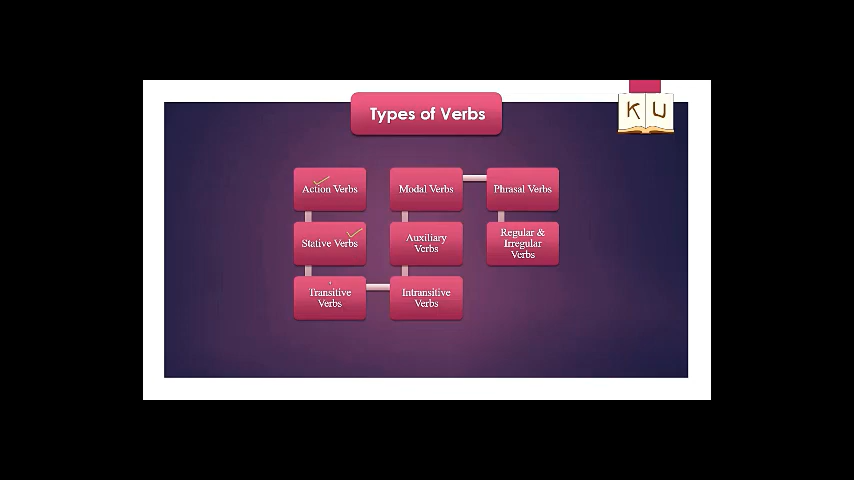 Types of Verbs
K U
Action Verbs
Stative Verbs
Transitive
Verbs
Intransitive
Verbs
Auxiliary
Verbs
Modal Verbs
Phrasal Verbs
Regular &
Irregular
Verbs